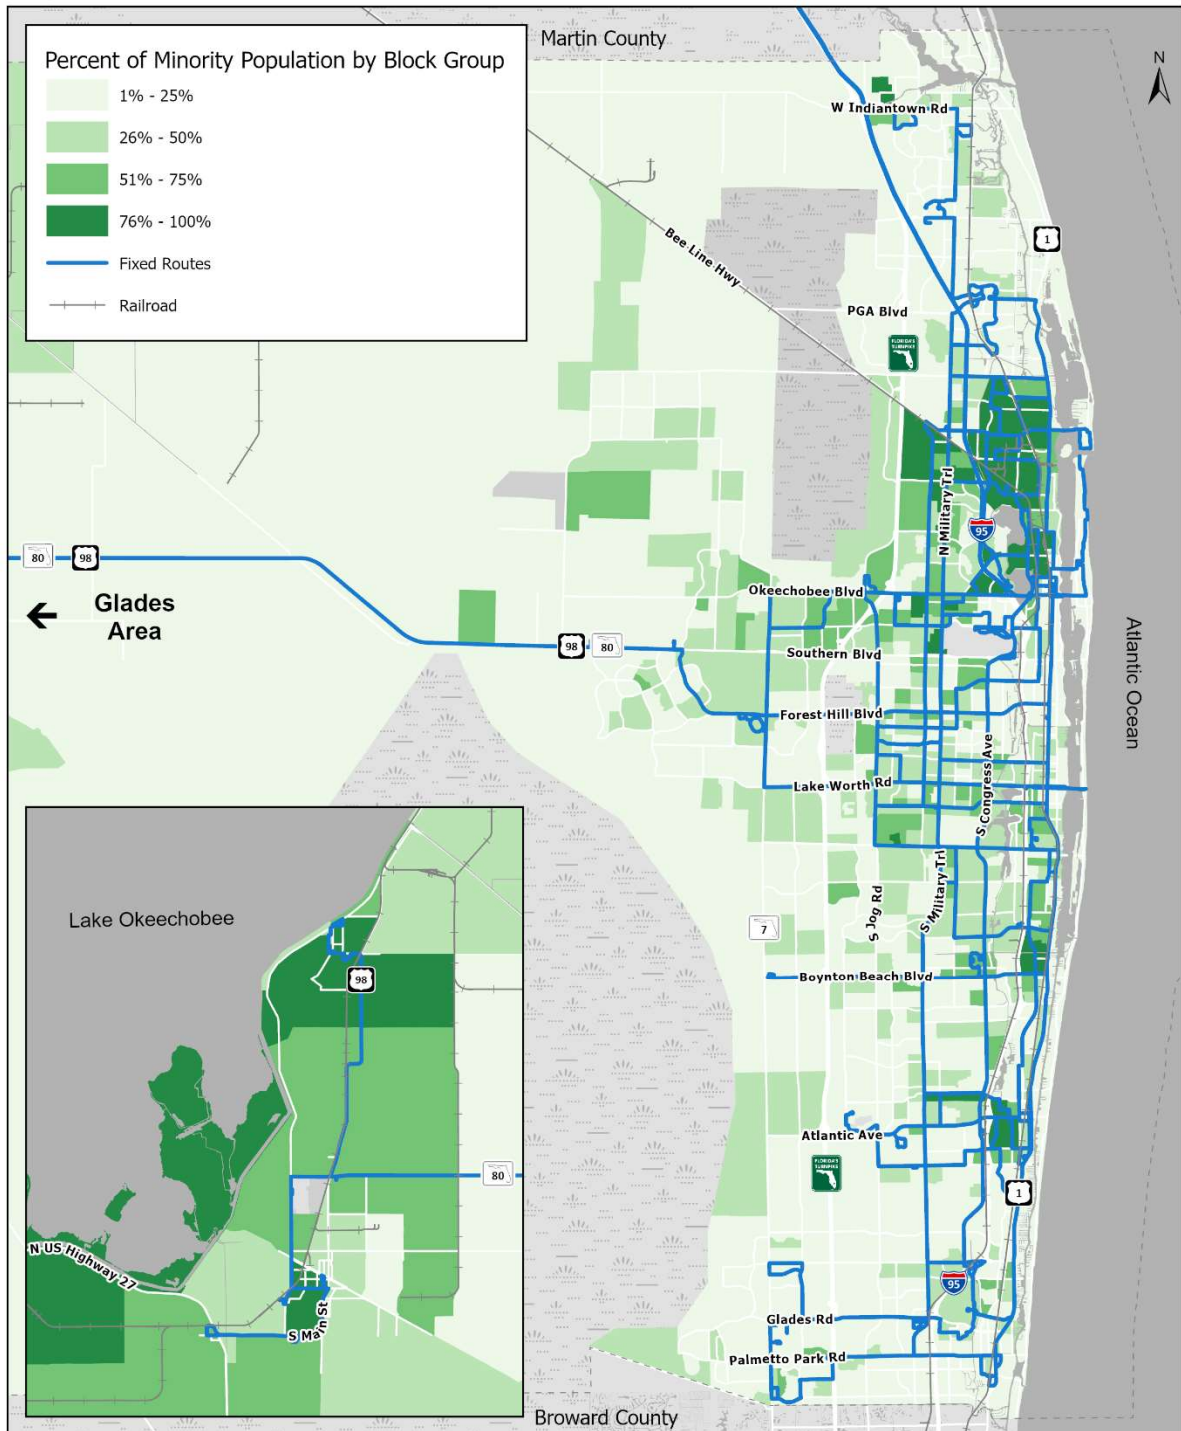 Martin County
Percent of Minority Population by Block Group
1% - 25%
26% - 50%
51% - 75%
76% - 100%
Fixed Routes
Railroad
N
W Indiantown Rd
1
Bee Line Hwy
PGA Blvd
FLORIDA'S
TURNPIKE
N Military Trl
95
80
98
Glades
Area
Okeechobee Blvd
98
80
Southern Blvd
Atlantic Ocean
Forest Hill Blvd
Lake Worth Rd
S Congress Ave
S Jog Rd
S Military Trl
7
Boynton Beach Blvd
Lake Okeechobee
98
Atlantic Ave
FLORIDA'S
TURNPIKE
80
1
N US Highway 27
95
S Main St
Glades Rd
Palmetto Park Rd
Broward County